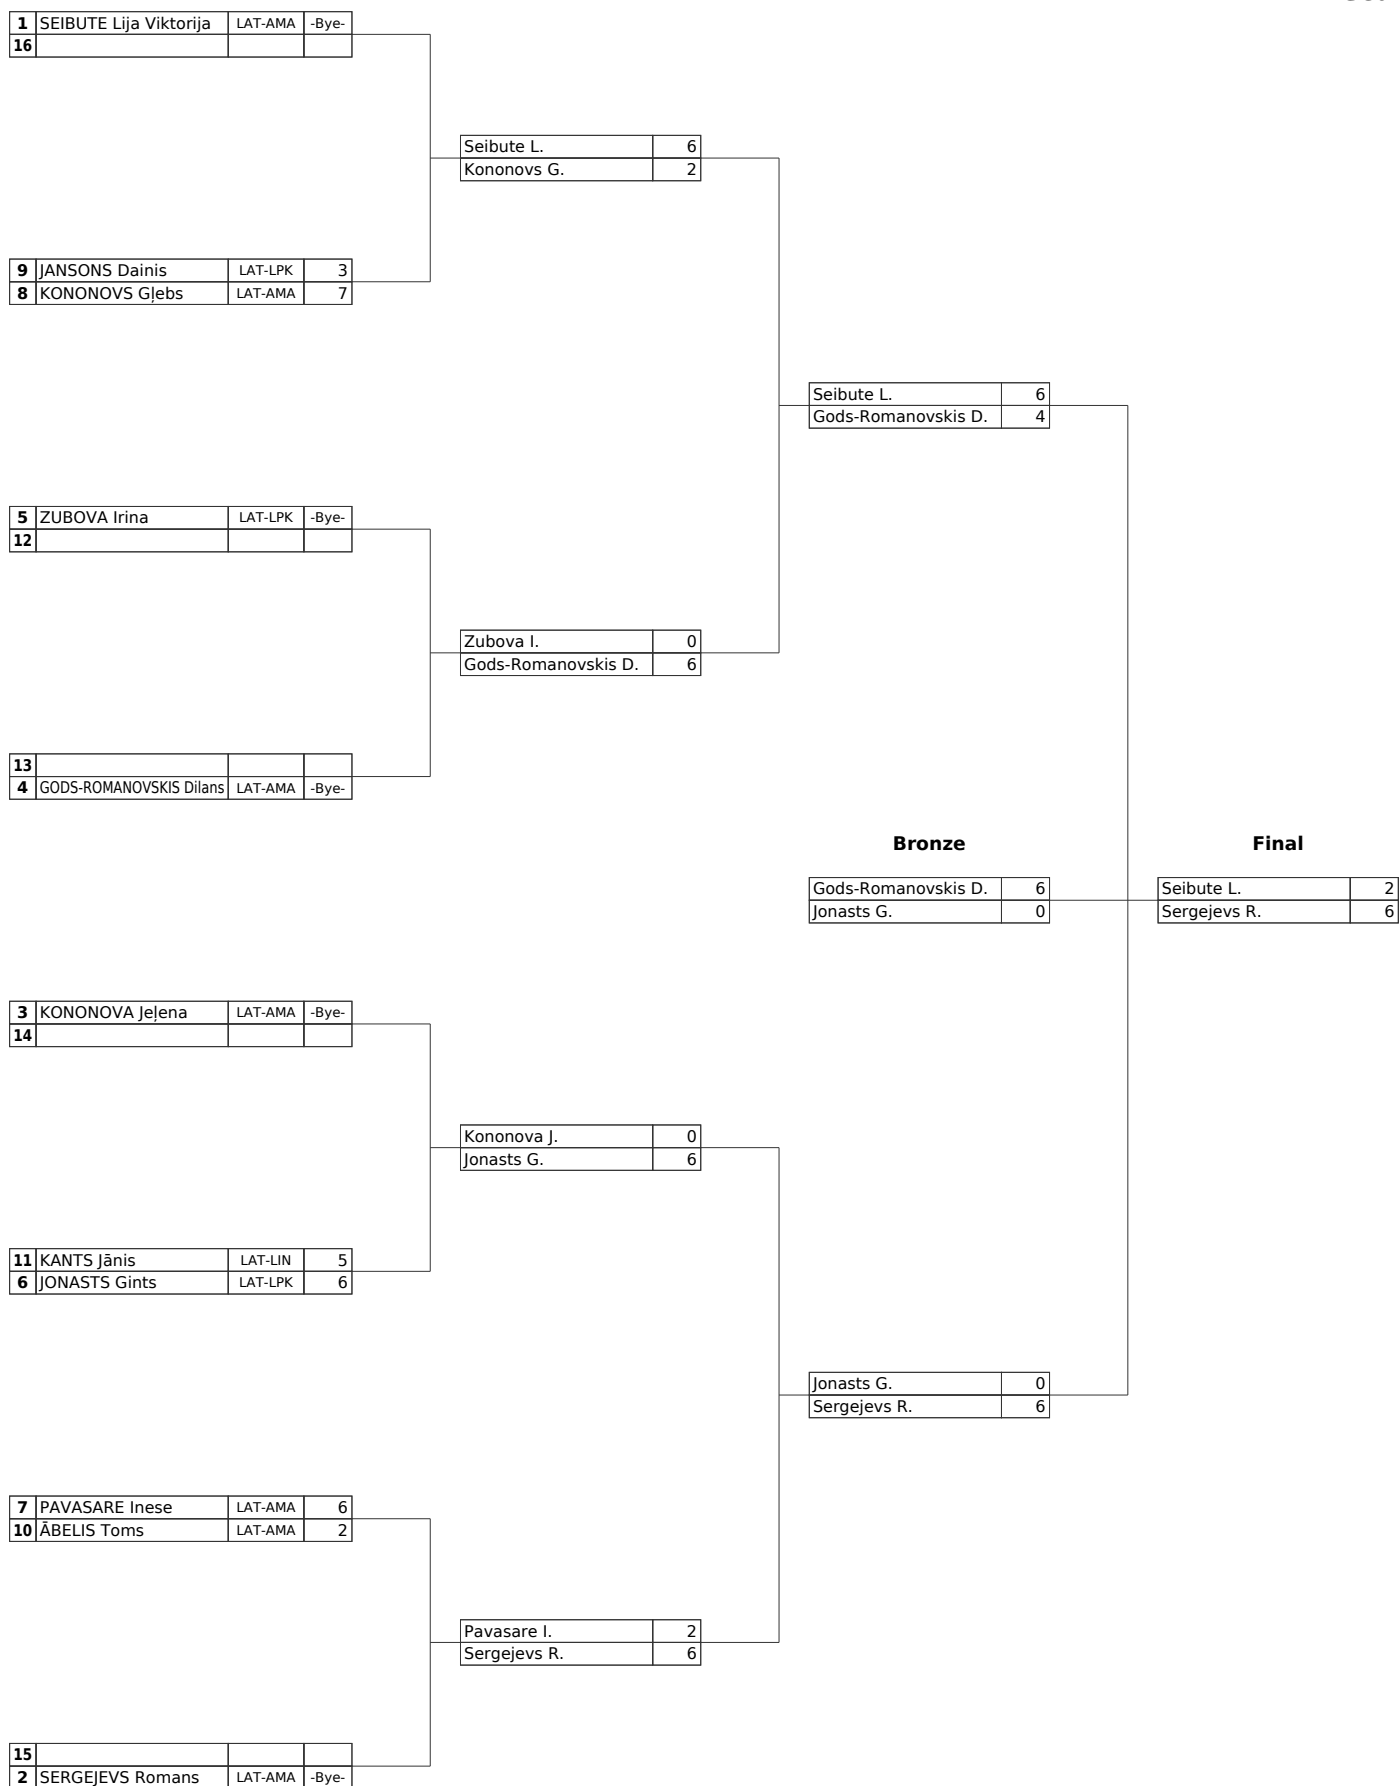 1 SEIBUTE Lija Viktorija LAT-AMA -Bye-
16
Seibute L. 6
Kononovs G. 2
9 JANSONS Dainis LAT-LPK 3
8 KONONOVS Gļebs LAT-AMA 7
Seibute L. 6
Gods-Romanovskis D. 4
5 ZUBOVA Irina LAT-LPK -Bye-
12
Zubova I. 0
Gods-Romanovskis D. 6
13
4 GODS-ROMANOVSKIS Dilans LAT-AMA -Bye-
Bronze
Final
Gods-Romanovskis D. 6
Jonasts G. 0
Seibute L. 2
Sergejevs R. 6
3 KONONOVA Jeļena LAT-AMA -Bye-
14
Kononova J. 0
Jonasts G. 6
11 KANTS Jānis LAT-LIN 5
6 JONASTS Gints LAT-LPK 6
Jonasts G. 0
Sergejevs R. 6
7 PAVASARE Inese LAT-AMA 6
10 ĀBELIS Toms LAT-AMA 2
Pavasare I. 2
Sergejevs R. 6
15
2 SERGEJEVS Romans LAT-AMA -Bye-